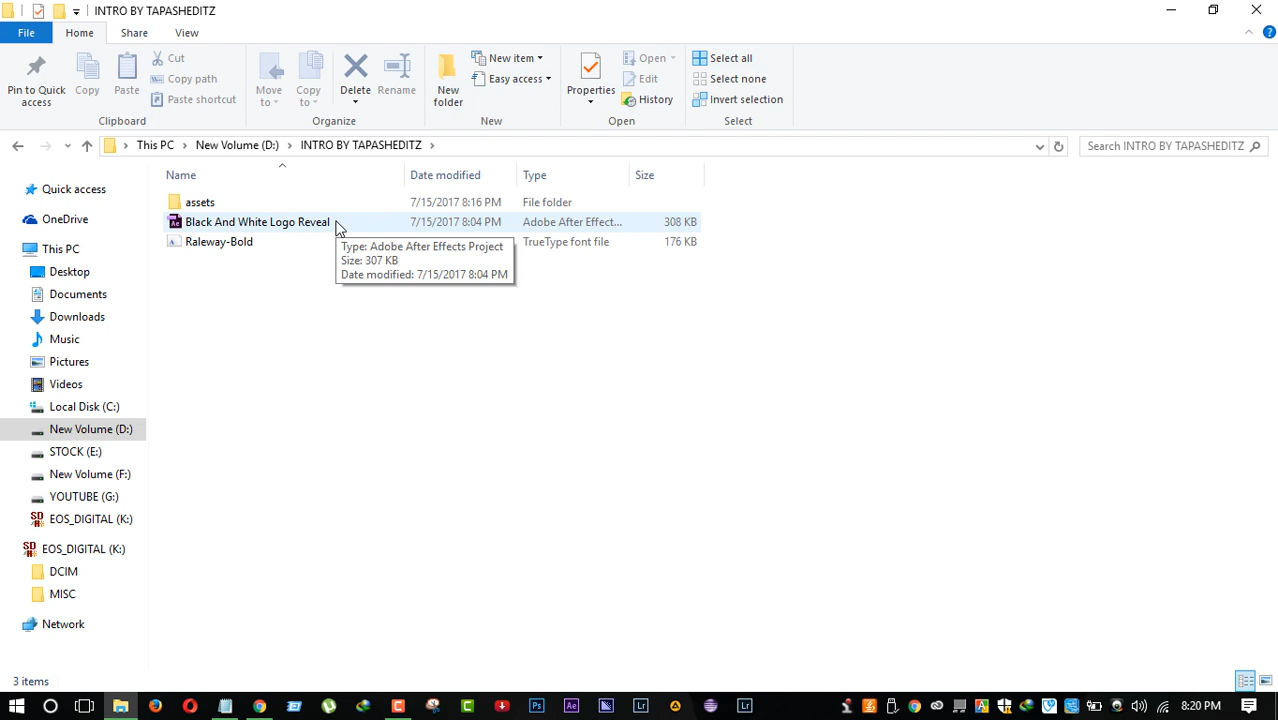 INTRO BY TAPASHEDITZ
File Home Share View
Pin to Quick access
Copy
Paste
Cut
Copy path
Paste shortcut
Clipboard
Move to
Copy to
Delete
Rename
Organize
New folder
New item
Easy access
New
Properties
Open
Edit
History
Open
Select all
Select none
Invert selection
Select
This PC New Volume (D:) INTRO BY TAPASHEDITZ
Search INTRO BY TAPASHEDITZ
Name Date modified Type Size
assets 7/15/2017 8:16 PM File folder
Black And White Logo Reveal 7/15/2017 8:04 PM Adobe After Effect... 308 KB
Raleway-Bold TrueType font file 176 KB
Type: Adobe After Effects Project
Size: 307 KB
Date modified: 7/15/2017 8:04 PM
Quick access
OneDrive
This PC
Desktop
Documents
Downloads
Music
Pictures
Videos
Local Disk (C:)
New Volume (D:)
STOCK (E:)
New Volume (F:)
YOUTUBE (G:)
EOS_DIGITAL (K:)
EOS_DIGITAL (K:)
DCIM
MISC
Network
3 items
8:20 PM